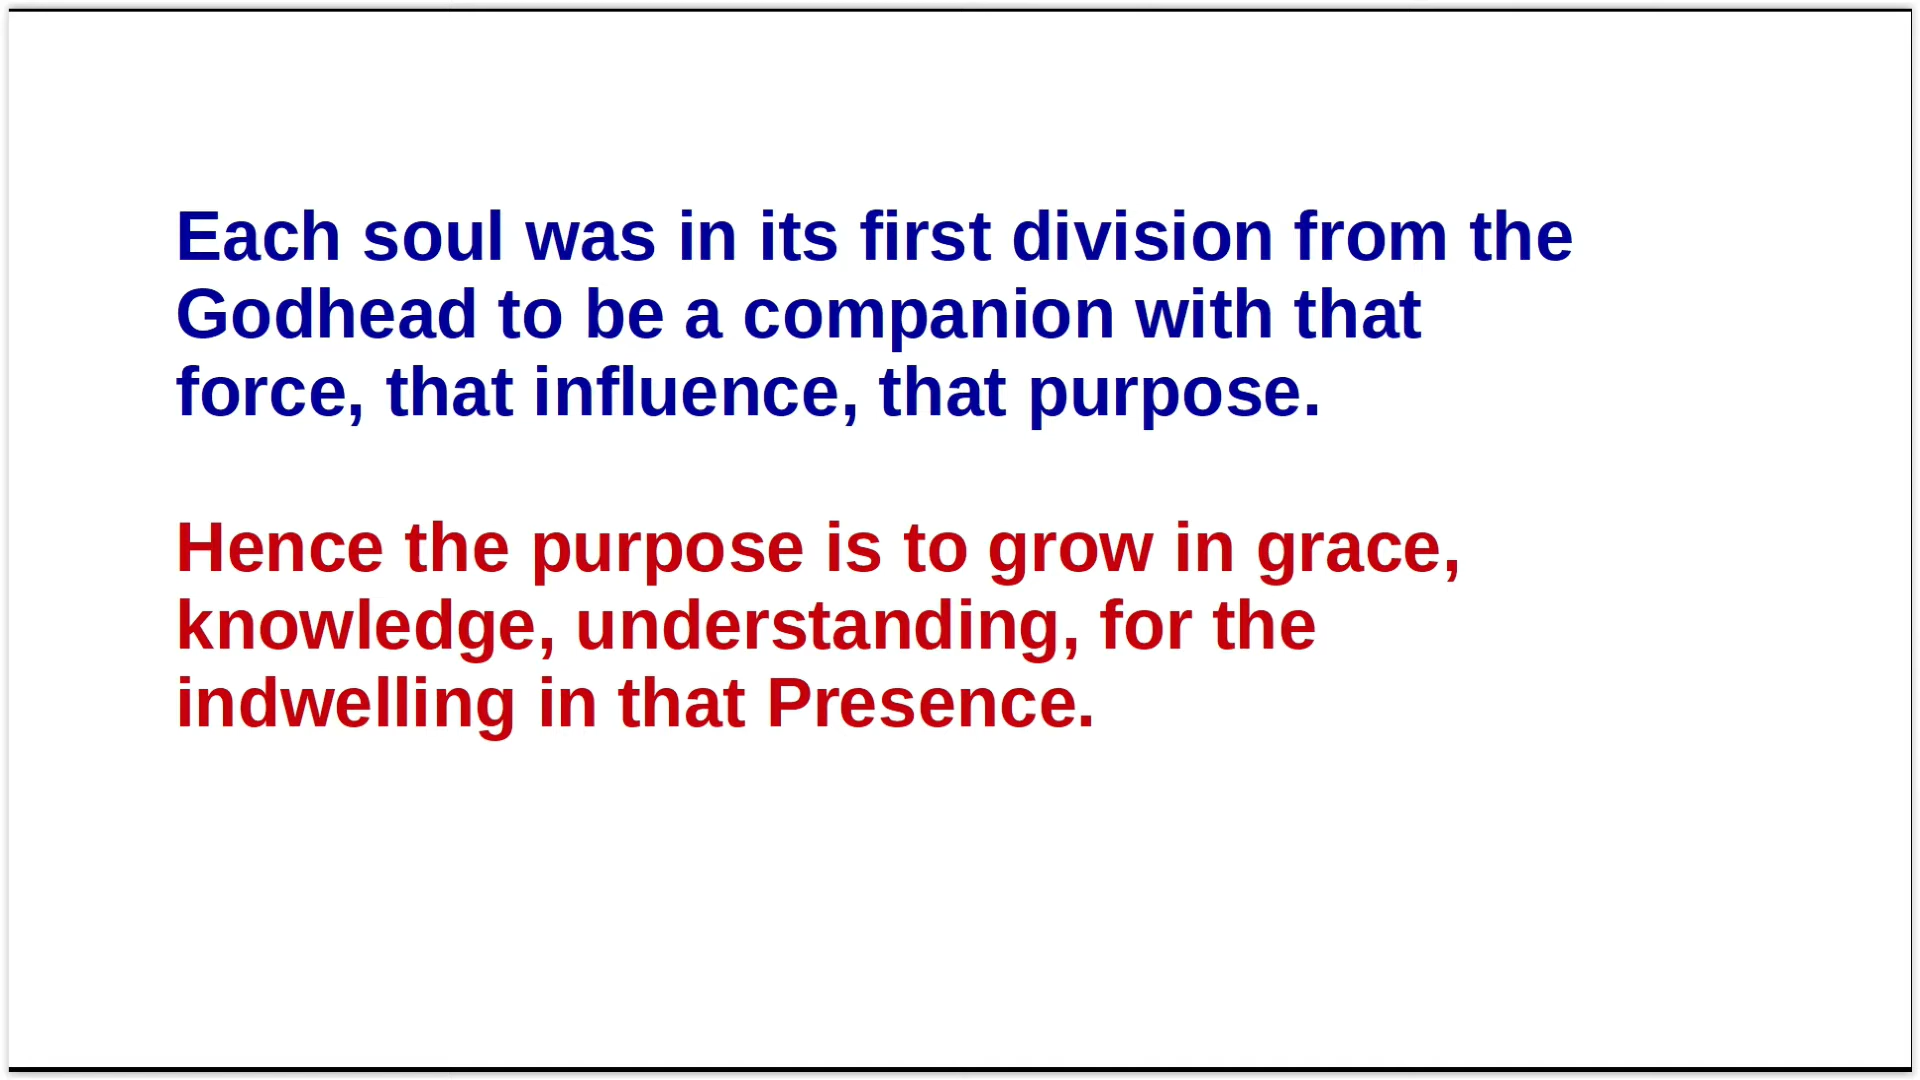 Each soul was in its first division from the
Godhead to be a companion with that
force, that influence, that purpose.
Hence the purpose is to grow in grace,
knowledge, understanding, for the
indwelling in that Presence.